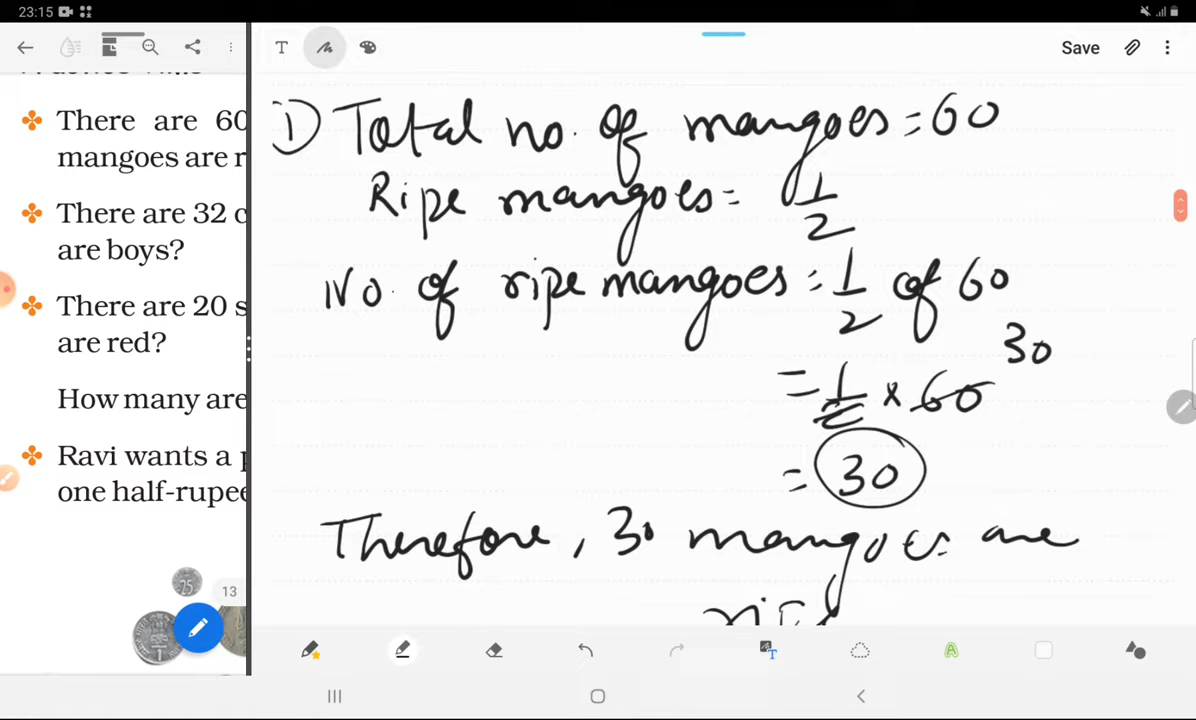 23:15
T
Save
There are 60
mangoes are r
There are 32 c
are boys?
There are 20 s
are red?
How many are
Ravi wants a p
one half-rupee
25
1
13
1) Total no. of mangoes = 60
Ripe mangoes = 1/2
No. of ripe mangoes = 1/2 of 60
30
= 1/2 × 60
= 30
Therefore, 30 mangoes are
T
A